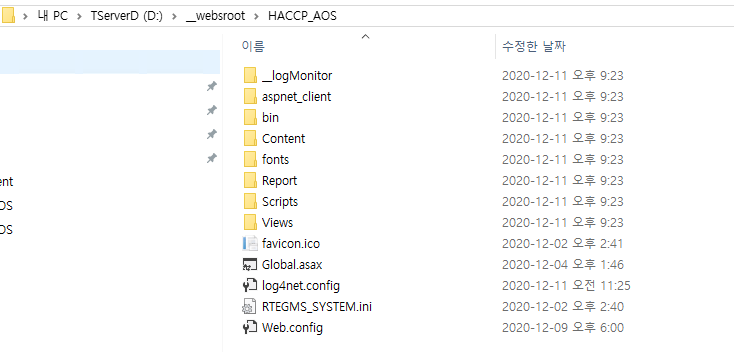 내 PC > TServerD (D:) > __websroot > HACCP_AOS
이름 수정한 날짜
__logMonitor 2020-12-11 오후 9:23
aspnet_client 2020-12-11 오후 9:23
bin 2020-12-11 오후 9:23
Content 2020-12-11 오후 9:23
fonts 2020-12-11 오후 9:23
Report 2020-12-11 오후 9:23
ent
Scripts 2020-12-11 오후 9:23
OS
Views 2020-12-11 오후 9:23
OS
favicon.ico 2020-12-02 오후 2:41
Global.asax 2020-12-04 오후 1:46
log4net.config 2020-12-11 오전 11:25
RTEGMS_SYSTEM.ini 2020-12-02 오후 2:40
Web.config 2020-12-09 오후 6:00